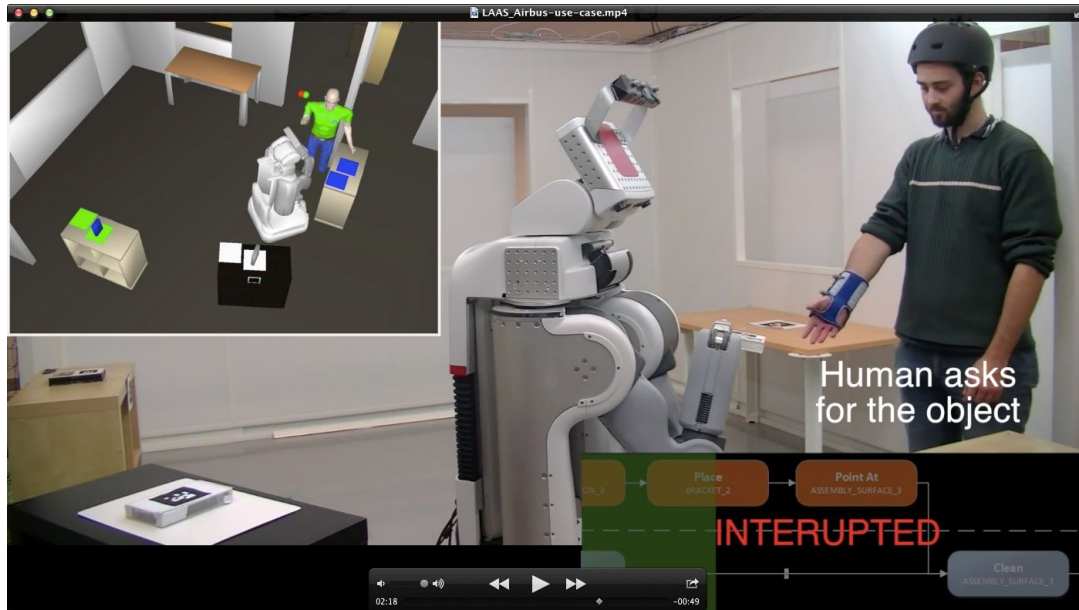 LAAS_Airbus-use-case.mp4
Human asks
for the object
ON_3
Place
BRACKET_2
Point At
ASSEMBLY_SURFACE_3
INTERUPTED
Clean
ASSEMBLY_SURFACE_3
02:18
-00:49